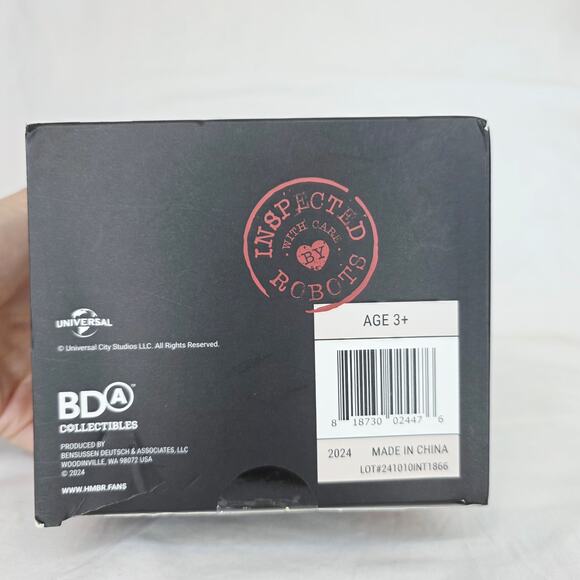 INSPECTED
· WITH CARE ·
BY
ROBOTS
AGE 3+
8 18730 02447 6
2024 MADE IN CHINA
LOT#241010INT1866
UNIVERSAL
© Universal City Studios LLC. All Rights Reserved.
BDA™
COLLECTIBLES
PRODUCED BY
BENSUSSEN DEUTSCH & ASSOCIATES, LLC
WOODINVILLE, WA 98072 USA
© 2024
WWW.HMBR.FANS